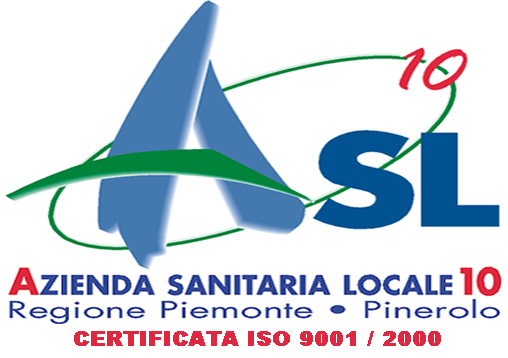 10
ASL
AZIENDA SANITARIA LOCALE 10
Regione Piemonte • Pinerolo
CERTIFICATA ISO 9001 / 2000